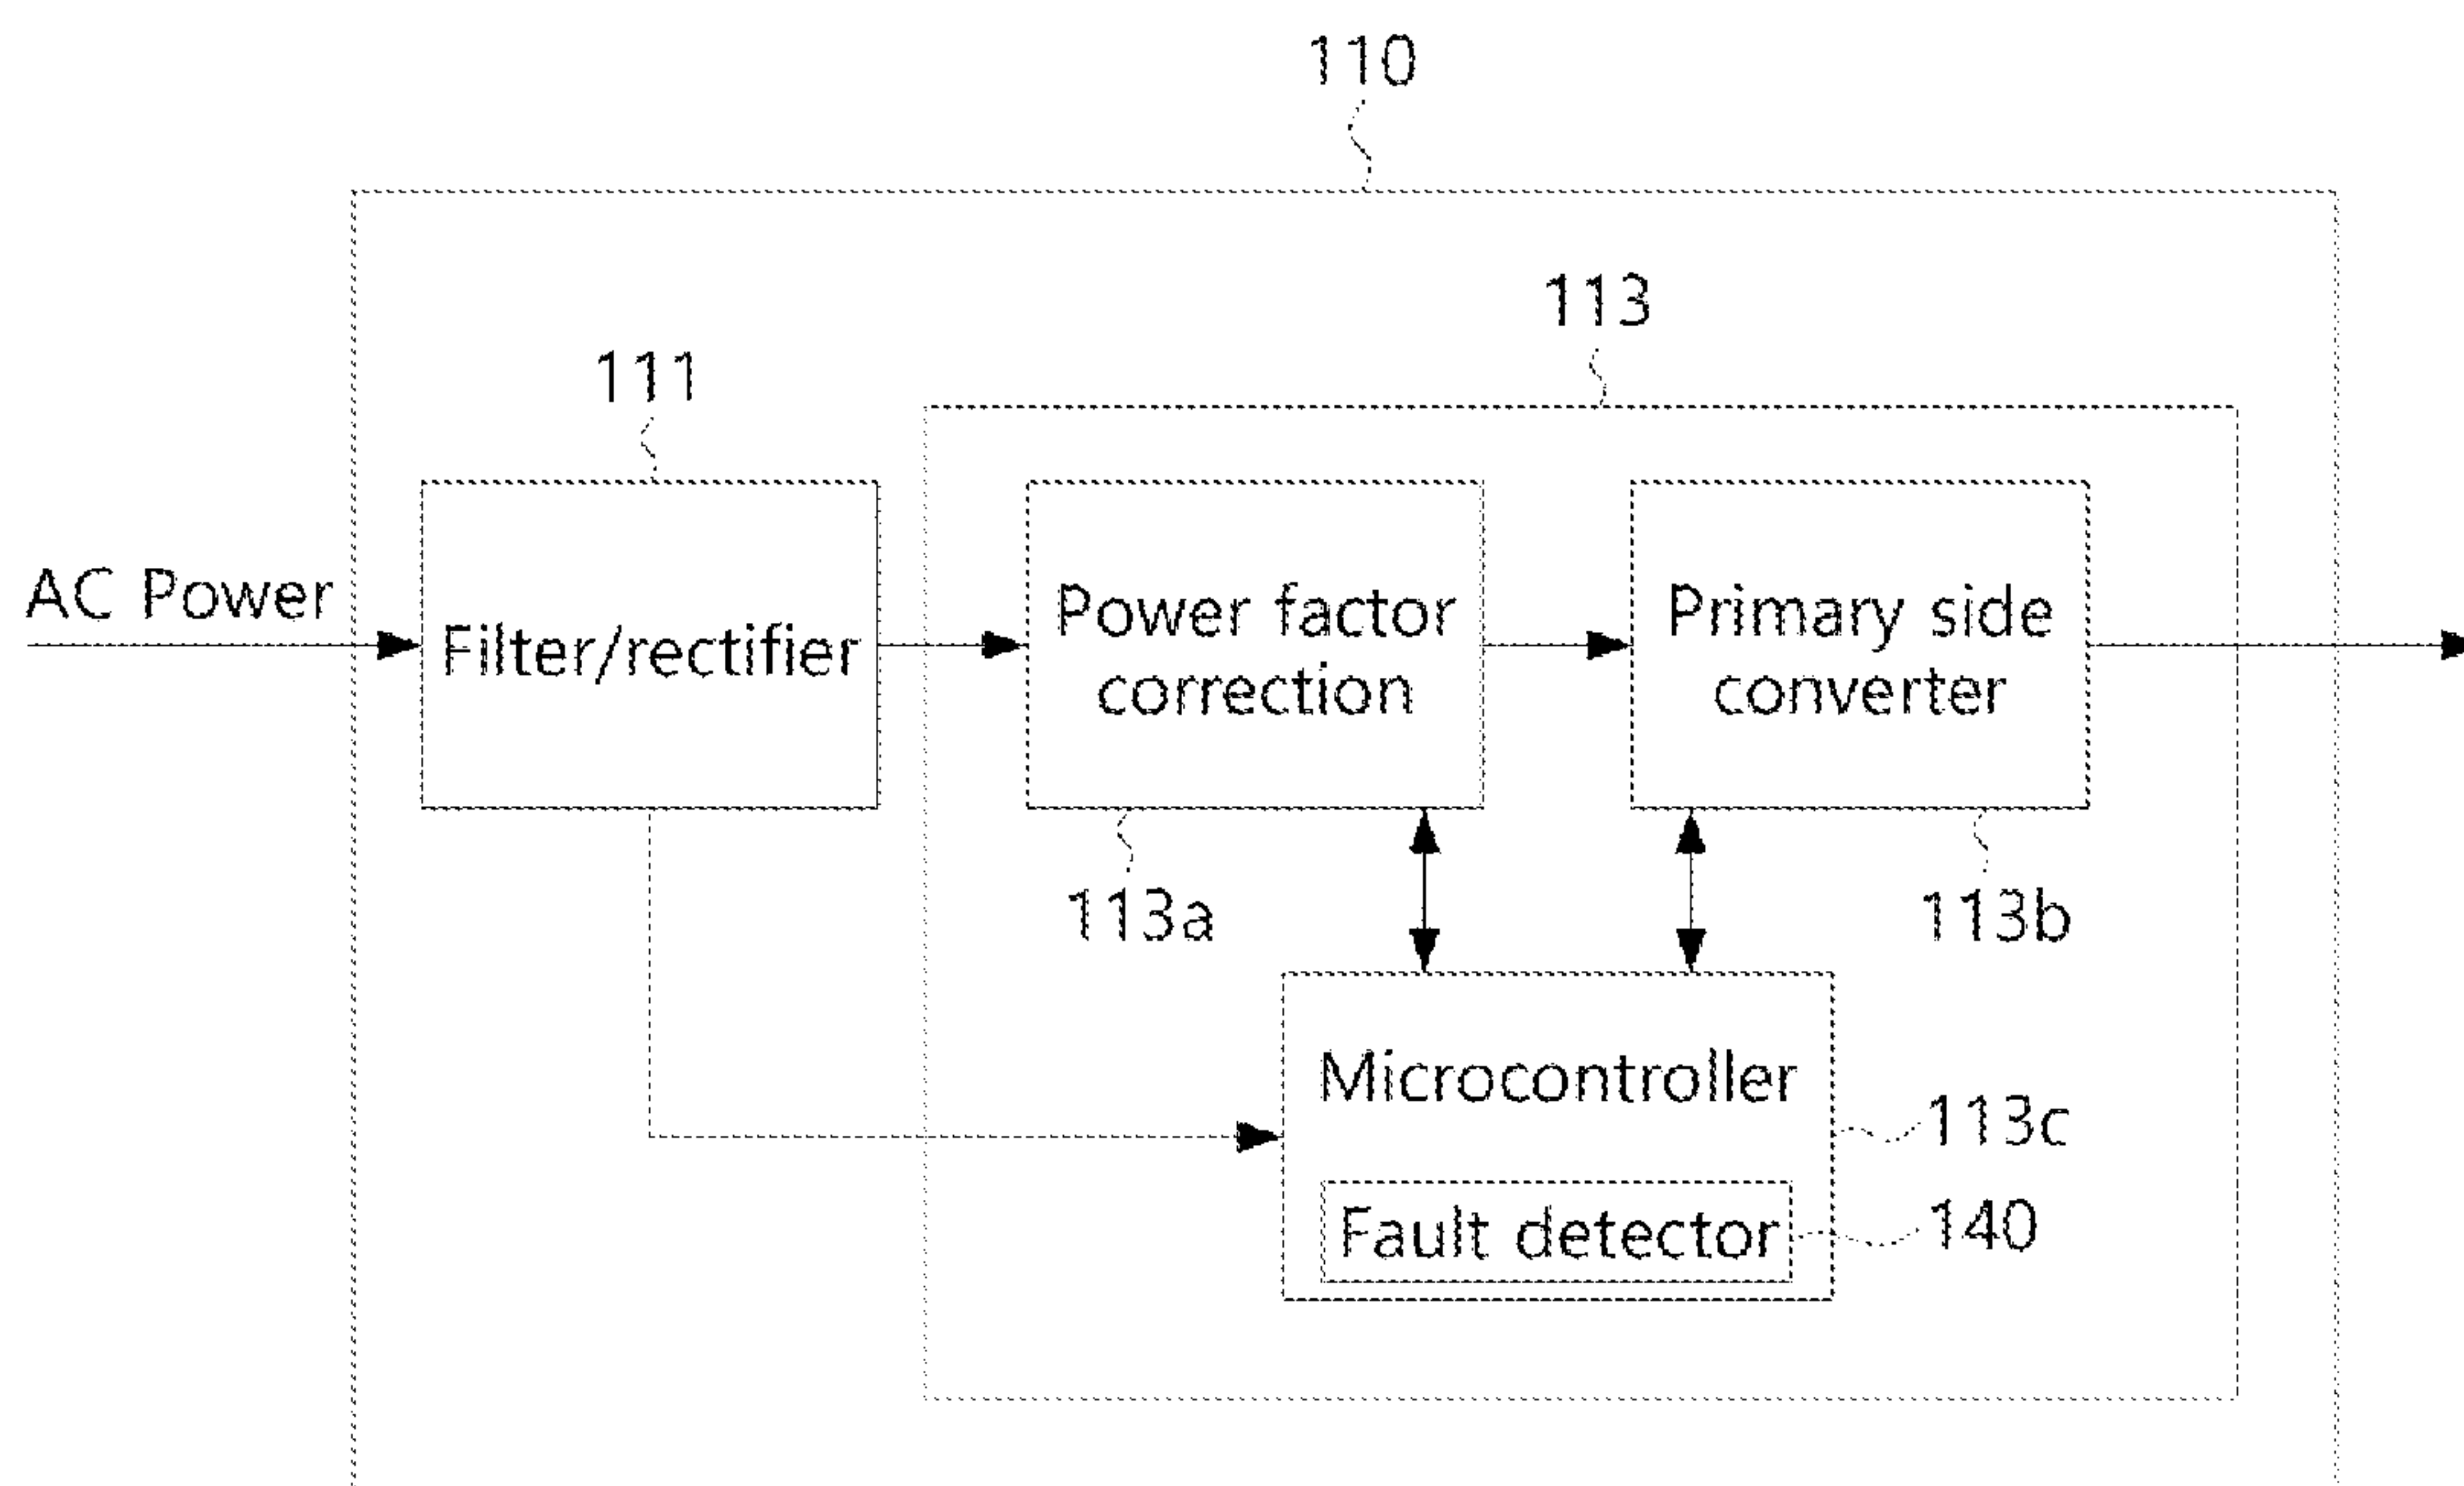 110
113
111
AC Power
Filter/rectifier
Power factor
correction
Primary side
converter
113a
113b
Microcontroller
113c
Fault detector
140